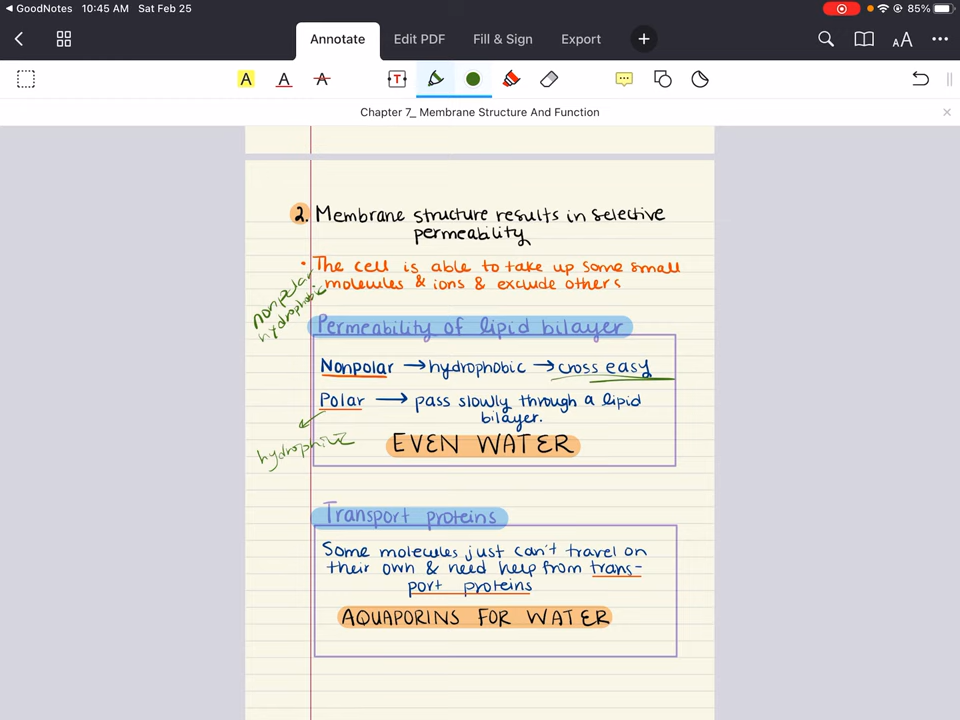 GoodNotes 10:45 AM Sat Feb 25 85%
Annotate Edit PDF Fill & Sign Export
A A A T AA
Chapter 7_ Membrane Structure And Function
2. Membrane structure results in selective
permeability
• The cell is able to take up some small
molecules & ions & exclude others
nonpolar
hydrophobic
Permeability of lipid bilayer
Nonpolar → hydrophobic → cross easy
Polar → pass slowly through a lipid
bilayer.
hydrophilic
EVEN WATER
Transport proteins
Some molecules just can't travel on
their own & need help from trans-
port proteins
AQUAPORINS FOR WATER